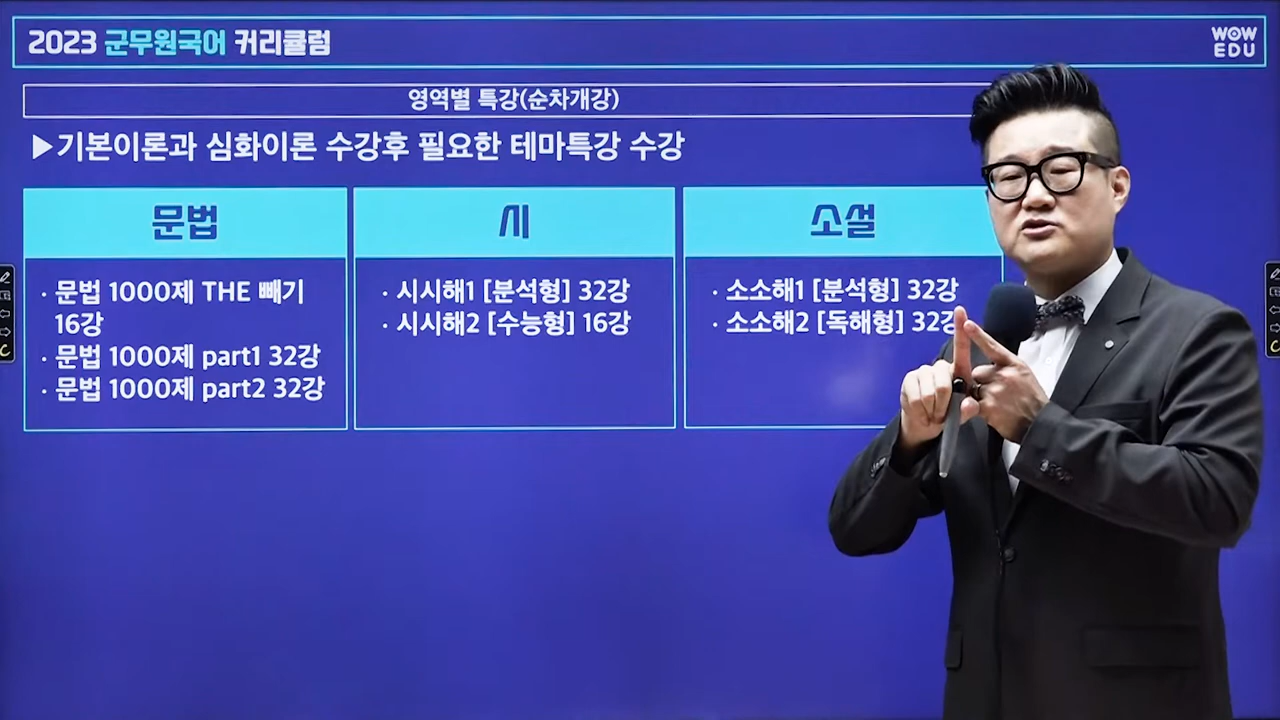 2023 군무원국어 커리큘럼
WOW
EDU
영역별 특강(순차개강)
▶기본이론과 심화이론 수강후 필요한 테마특강 수강
문법
· 문법 1000제 THE 빼기
16강
· 문법 1000제 part1 32강
· 문법 1000제 part2 32강
시
· 시시해1 [분석형] 32강
· 시시해2 [수능형] 16강
소설
· 소소해1 [분석형] 32강
· 소소해2 [독해형] 32강